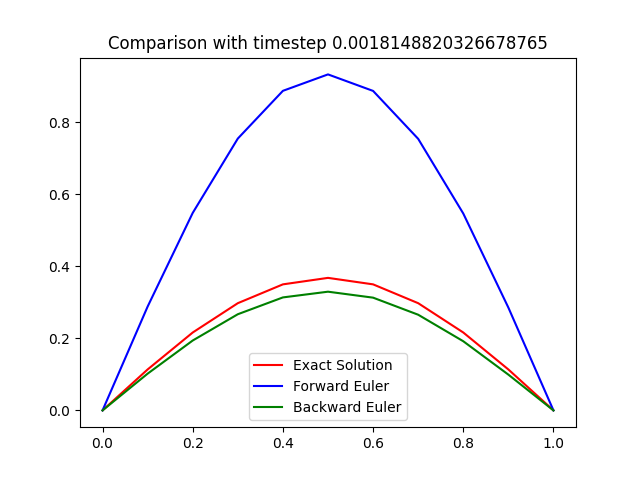 Comparison with timestep 0.0018148820326678765
0.8
0.6
0.4
0.2
0.0
Exact Solution
Forward Euler
Backward Euler
0.0 0.2 0.4 0.6 0.8 1.0